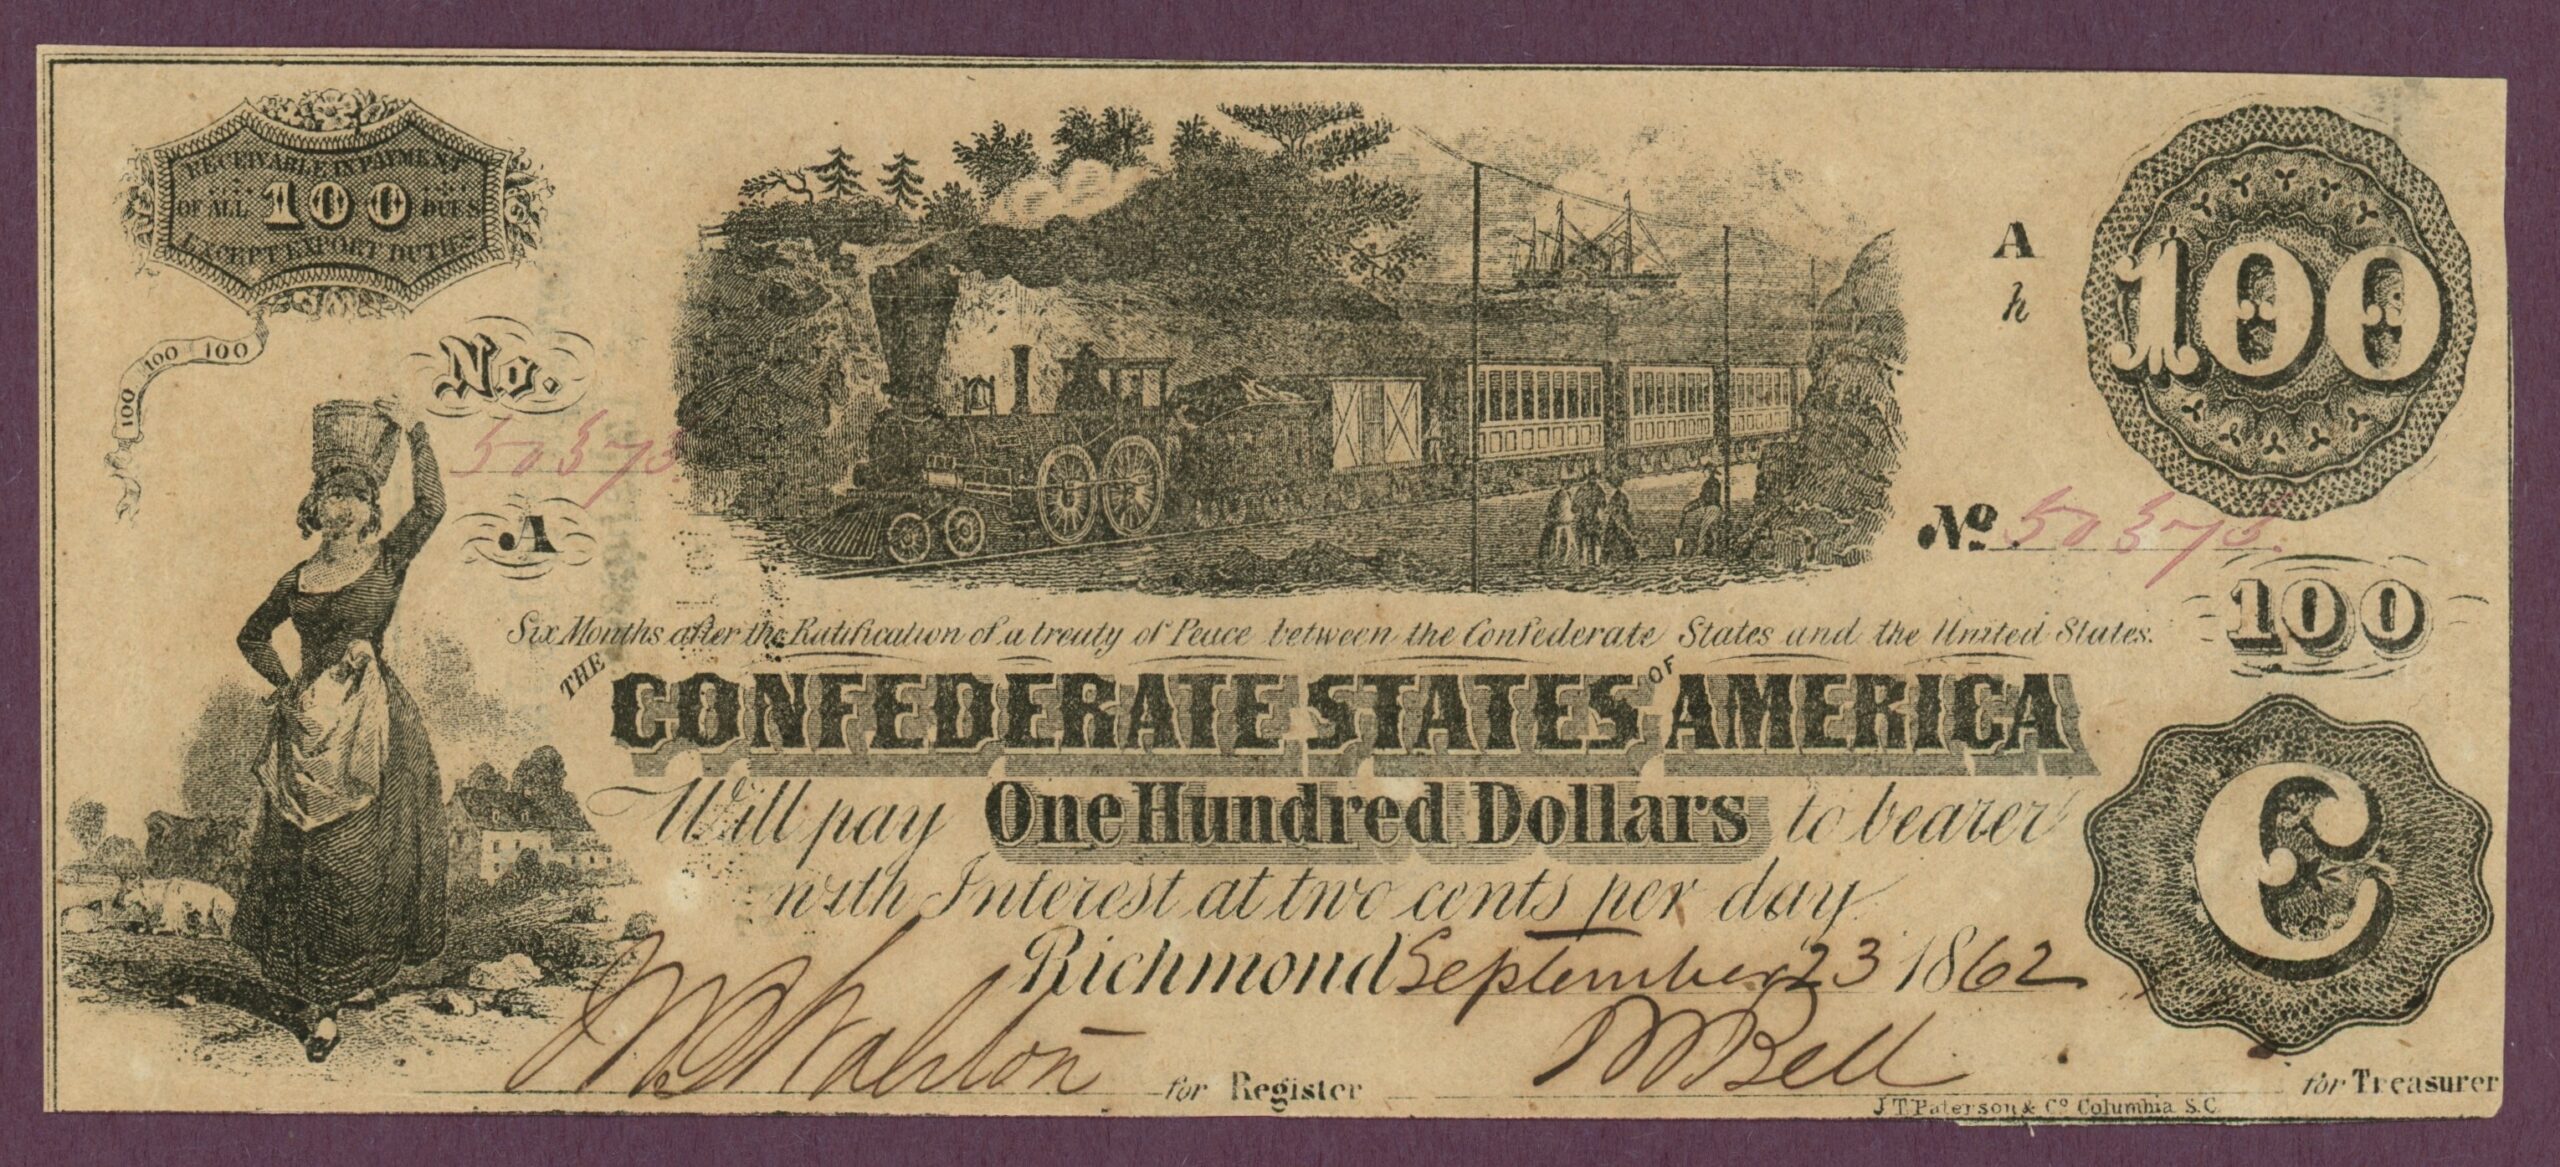 RECEIVABLE IN PAYMENT
OF ALL 100 DUES
EXCEPT EXPORT DUTIES
100 100 100
No.
50373
A
A
h
100
No. 50373
100
Six Months after the Ratification of a treaty of Peace between the Confederate States and the United States.
THE CONFEDERATE STATES OF AMERICA
Will pay One Hundred Dollars to bearer
with Interest at two cents per day
Richmond September 23 1862
C
for Register
M Bell
for Treasurer
J.T. Paterson & Co Columbia S.C.